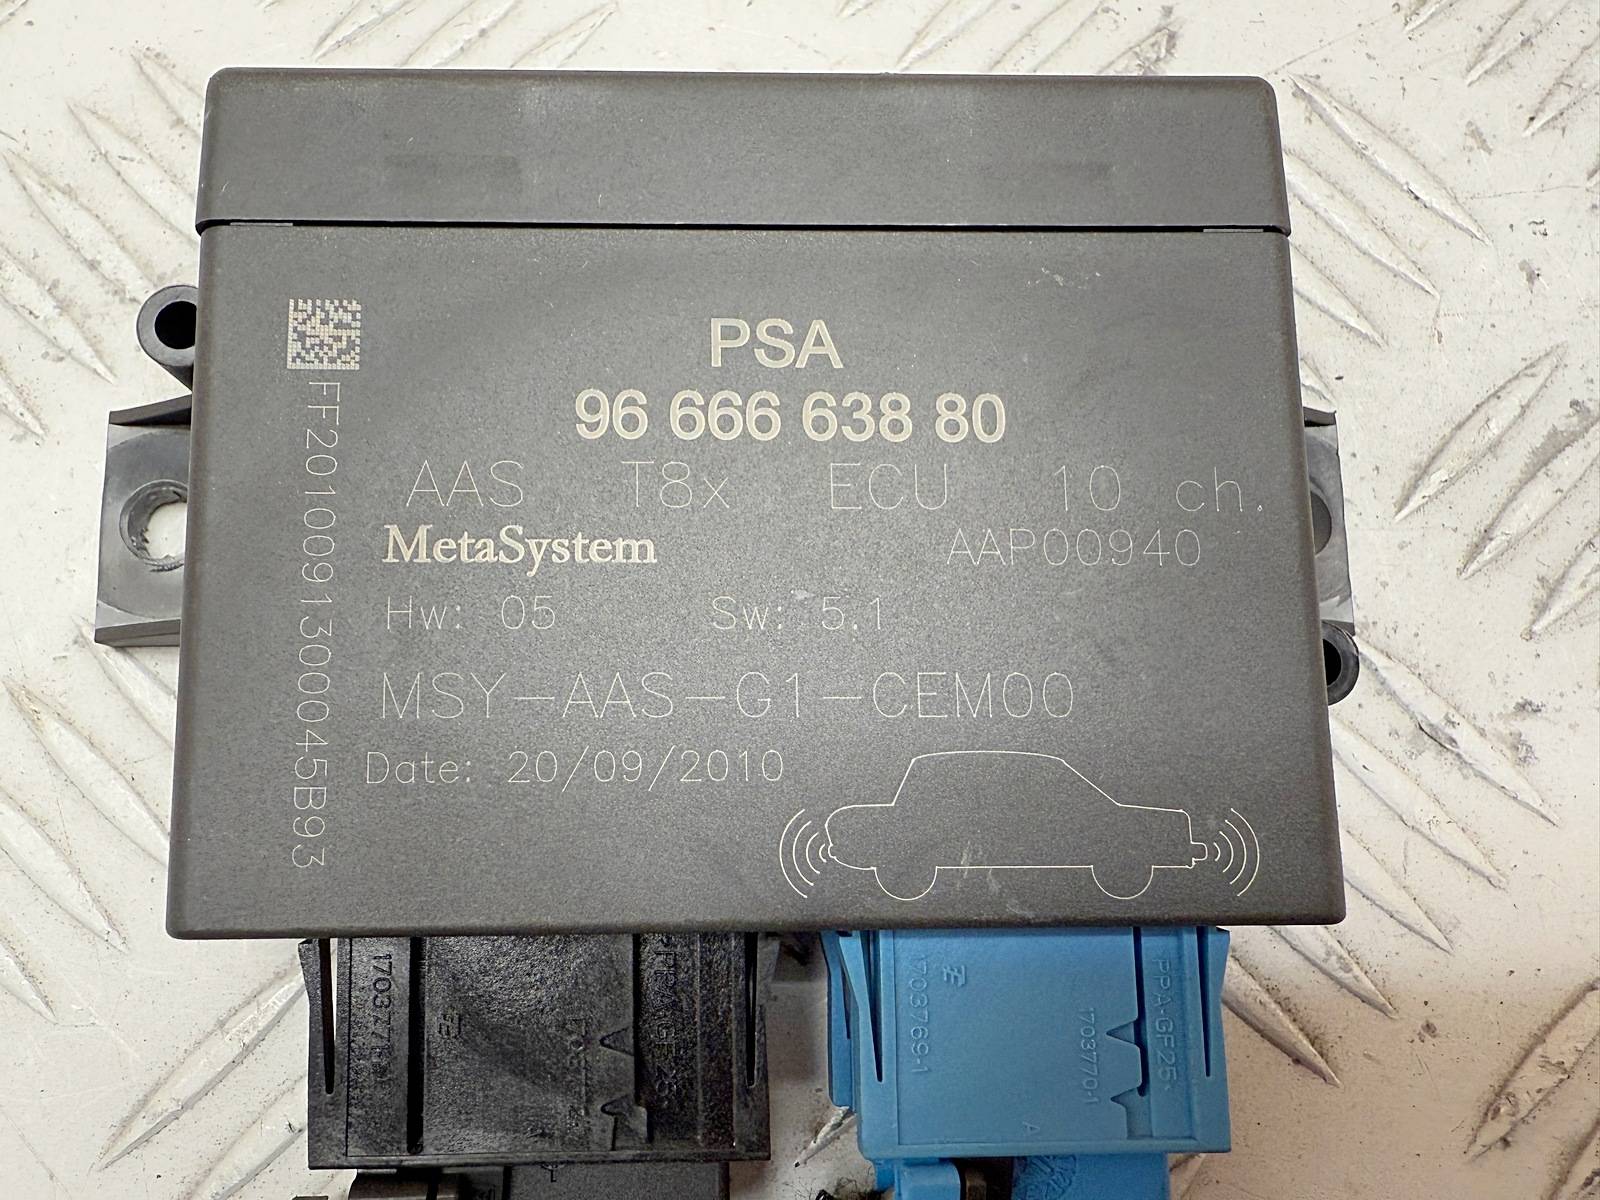 PSA
96 666 638 80
AAS T8x ECU 10 ch.
MetaSystem AAP00940
Hw: 05 Sw: 5.1
MSY-AAS-G1-CEM00
Date: 20/09/2010
FF20100913000045B93
1703769-1
1703770-1
>PPA-GF25<
A